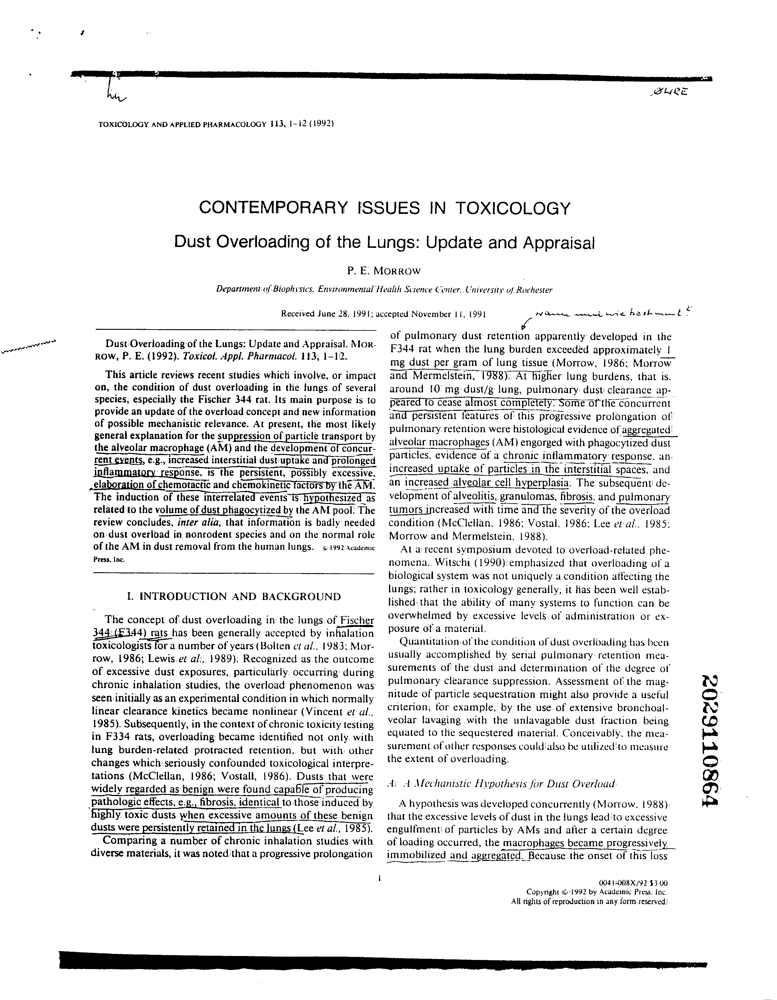 OURE
TOXICOLOGY AND APPLIED PHARMACOLOGY 113, 1–12 (1992)
CONTEMPORARY ISSUES IN TOXICOLOGY
Dust Overloading of the Lungs: Update and Appraisal
P. E. MORROW
Department of Biophysics, Environmental Health Science Center, University of Rochester
Received June 28, 1991; accepted November 11, 1991
wann und wie bestimmt?
Dust Overloading of the Lungs: Update and Appraisal. MOR-
ROW, P. E. (1992). Toxicol. Appl. Pharmacol. 113, 1–12.
This article reviews recent studies which involve, or impact
on, the condition of dust overloading in the lungs of several
species, especially the Fischer 344 rat. Its main purpose is to
provide an update of the overload concept and new information
of possible mechanistic relevance. At present, the most likely
general explanation for the suppression of particle transport by
the alveolar macrophage (AM) and the development of concur-
rent events, e.g., increased interstitial dust uptake and prolonged
inflammatory response, is the persistent, possibly excessive,
elaboration of chemotactic and chemokinetic factors by the AM.
The induction of these interrelated events is hypothesized as
related to the volume of dust phagocytized by the AM pool. The
review concludes, inter alia, that information is badly needed
on dust overload in nonrodent species and on the normal role
of the AM in dust removal from the human lungs. © 1992 Academic
Press, Inc.
I. INTRODUCTION AND BACKGROUND
The concept of dust overloading in the lungs of Fischer
344 (F344) rats has been generally accepted by inhalation
toxicologists for a number of years (Bolten et al., 1983; Mor-
row, 1986; Lewis et al., 1989). Recognized as the outcome
of excessive dust exposures, particularly occurring during
chronic inhalation studies, the overload phenomenon was
seen initially as an experimental condition in which normally
linear clearance kinetics became nonlinear (Vincent et al.,
1985). Subsequently, in the context of chronic toxicity testing
in F334 rats, overloading became identified not only with
lung burden-related protracted retention, but with other
changes which seriously confounded toxicological interpre-
tations (McClellan, 1986; Vostall, 1986). Dusts that were
widely regarded as benign were found capable of producing
pathologic effects, e.g., fibrosis, identical to those induced by
highly toxic dusts when excessive amounts of these benign
dusts were persistently retained in the lungs (Lee et al., 1985).
Comparing a number of chronic inhalation studies with
diverse materials, it was noted that a progressive prolongation
of pulmonary dust retention apparently developed in the
F344 rat when the lung burden exceeded approximately 1
mg dust per gram of lung tissue (Morrow, 1986; Morrow
and Mermelstein, 1988). At higher lung burdens, that is,
around 10 mg dust/g lung, pulmonary dust clearance ap-
peared to cease almost completely. Some of the concurrent
and persistent features of this progressive prolongation of
pulmonary retention were histological evidence of aggregated
alveolar macrophages (AM) engorged with phagocytized dust
particles, evidence of a chronic inflammatory response, an
increased uptake of particles in the interstitial spaces, and
an increased alveolar cell hyperplasia. The subsequent de-
velopment of alveolitis, granulomas, fibrosis, and pulmonary
tumors increased with time and the severity of the overload
condition (McClellan, 1986; Vostal, 1986; Lee et al., 1985;
Morrow and Mermelstein, 1988).
At a recent symposium devoted to overload-related phe-
nomena, Witschi (1990) emphasized that overloading of a
biological system was not uniquely a condition affecting the
lungs; rather in toxicology generally, it has been well estab-
lished that the ability of many systems to function can be
overwhelmed by excessive levels of administration or ex-
posure of a material.
Quantitation of the condition of dust overloading has been
usually accomplished by serial pulmonary retention mea-
surements of the dust and determination of the degree of
pulmonary clearance suppression. Assessment of the mag-
nitude of particle sequestration might also provide a useful
criterion; for example, by the use of extensive bronchoal-
veolar lavaging with the unlavagable dust fraction being
equated to the sequestered material. Conceivably, the mea-
surement of other responses could also be utilized to measure
the extent of overloading.
A. A Mechanistic Hypothesis for Dust Overload
A hypothesis was developed concurrently (Morrow, 1988)
that the excessive levels of dust in the lungs lead to excessive
engulfment of particles by AMs and after a certain degree
of loading occurred, the macrophages became progressively
immobilized and aggregated. Because the onset of this loss
2029110864
1
0041-008X/92 $3.00
Copyright © 1992 by Academic Press, Inc.
All rights of reproduction in any form reserved.